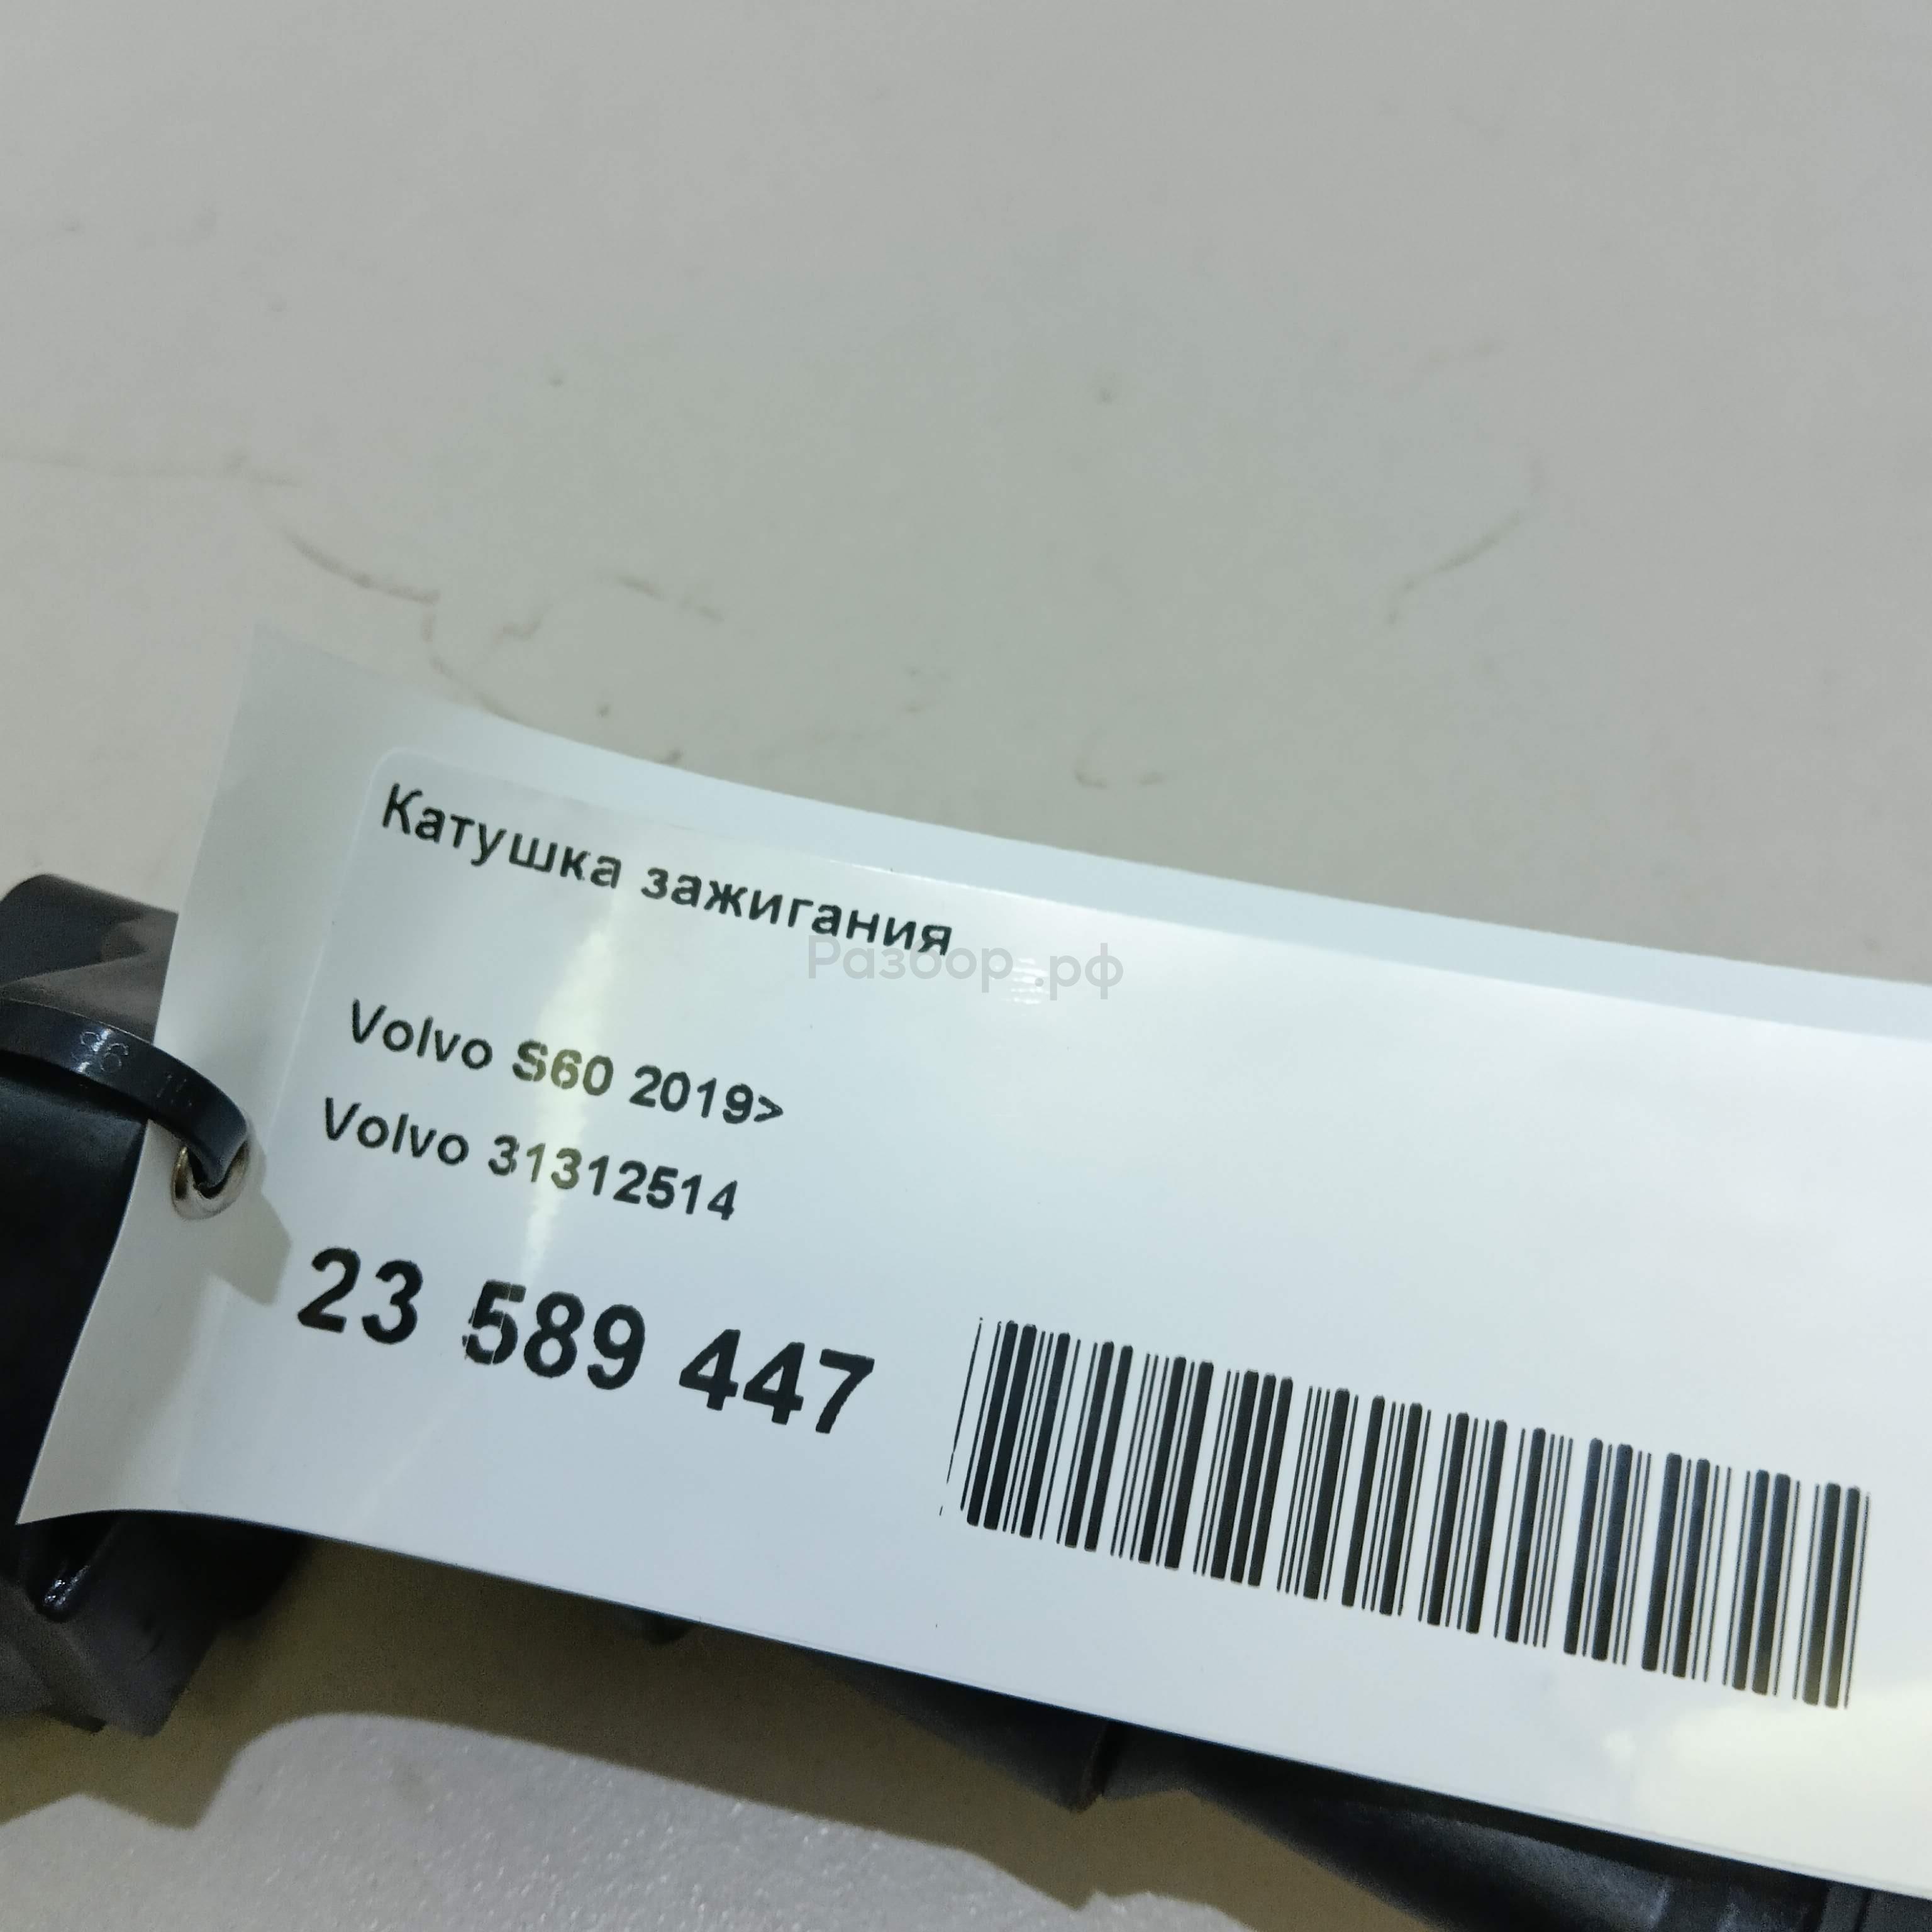 Катушка зажигания
Разбор.рф
Volvo S60 2019>
Volvo 31312514
23 589 447